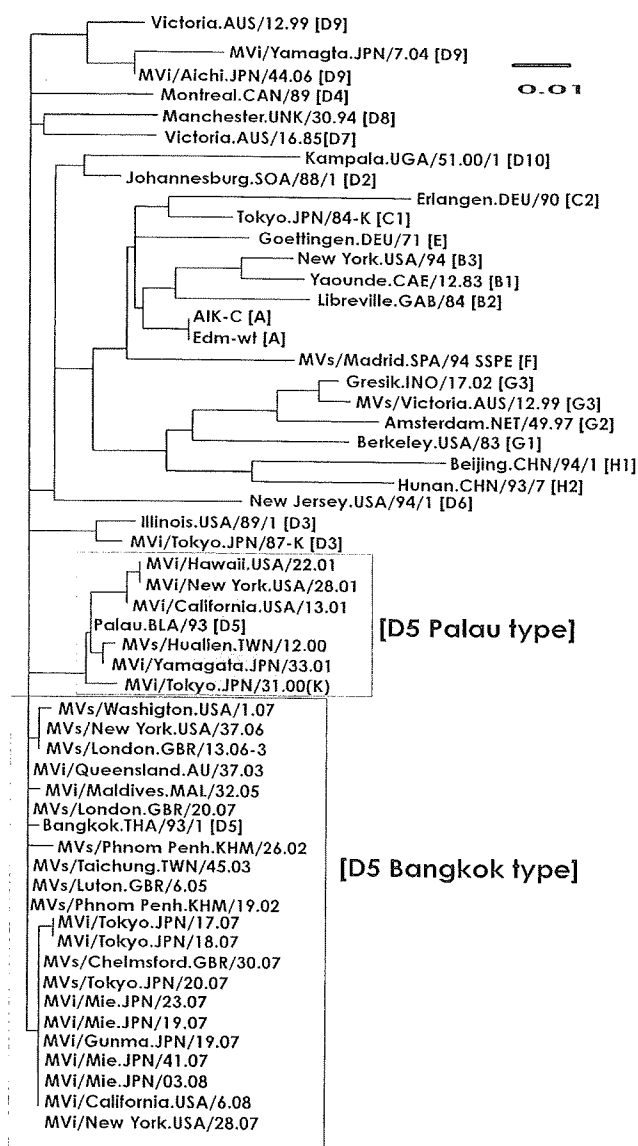 Victoria.AUS/12.99 [D9]
MVi/Yamagta.JPN/7.04 [D9]
MVi/Aichi.JPN/44.06 [D9]
0.01
Montreal.CAN/89 [D4]
Manchester.UNK/30.94 [D8]
Victoria.AUS/16.85[D7]
Kampala.UGA/51.00/1 [D10]
Johannesburg.SOA/88/1 [D2]
Erlangen.DEU/90 [C2]
Tokyo.JPN/84-K [C1]
Goettingen.DEU/71 [E]
New York.USA/94 [B3]
Yaounde.CAE/12.83 [B1]
Libreville.GAB/84 [B2]
AIK-C [A]
Edm-wt [A]
MVs/Madrid.SPA/94 SSPE [F]
Gresik.INO/17.02 [G3]
MVs/Victoria.AUS/12.99 [G3]
Amsterdam.NET/49.97 [G2]
Berkeley.USA/83 [G1]
Beijing.CHN/94/1 [H1]
Hunan.CHN/93/7 [H2]
New Jersey.USA/94/1 [D6]
Illinois.USA/89/1 [D3]
MVi/Tokyo.JPN/87-K [D3]
MVi/Hawaii.USA/22.01
MVi/New York.USA/28.01
MVi/California.USA/13.01
Palau.BLA/93 [D5]
[D5 Palau type]
MVs/Hualien.TWN/12.00
MVi/Yamagata.JPN/33.01
MVi/Tokyo.JPN/31.00(K)
MVs/Washigton.USA/1.07
MVs/New York.USA/37.06
MVs/London.GBR/13.06-3
MVi/Queensland.AU/37.03
MVi/Maldives.MAL/32.05
MVs/London.GBR/20.07
Bangkok.THA/93/1 [D5]
MVs/Phnom Penh.KHM/26.02
MVs/Taichung.TWN/45.03
[D5 Bangkok type]
MVs/Luton.GBR/6.05
MVs/Phnom Penh.KHM/19.02
MVi/Tokyo.JPN/17.07
MVi/Tokyo.JPN/18.07
MVs/Chelmsford.GBR/30.07
MVs/Tokyo.JPN/20.07
MVi/Mie.JPN/23.07
MVi/Mie.JPN/19.07
MVi/Gunma.JPN/19.07
MVi/Mie.JPN/41.07
MVi/Mie.JPN/03.08
MVi/California.USA/6.08
MVi/New York.USA/28.07